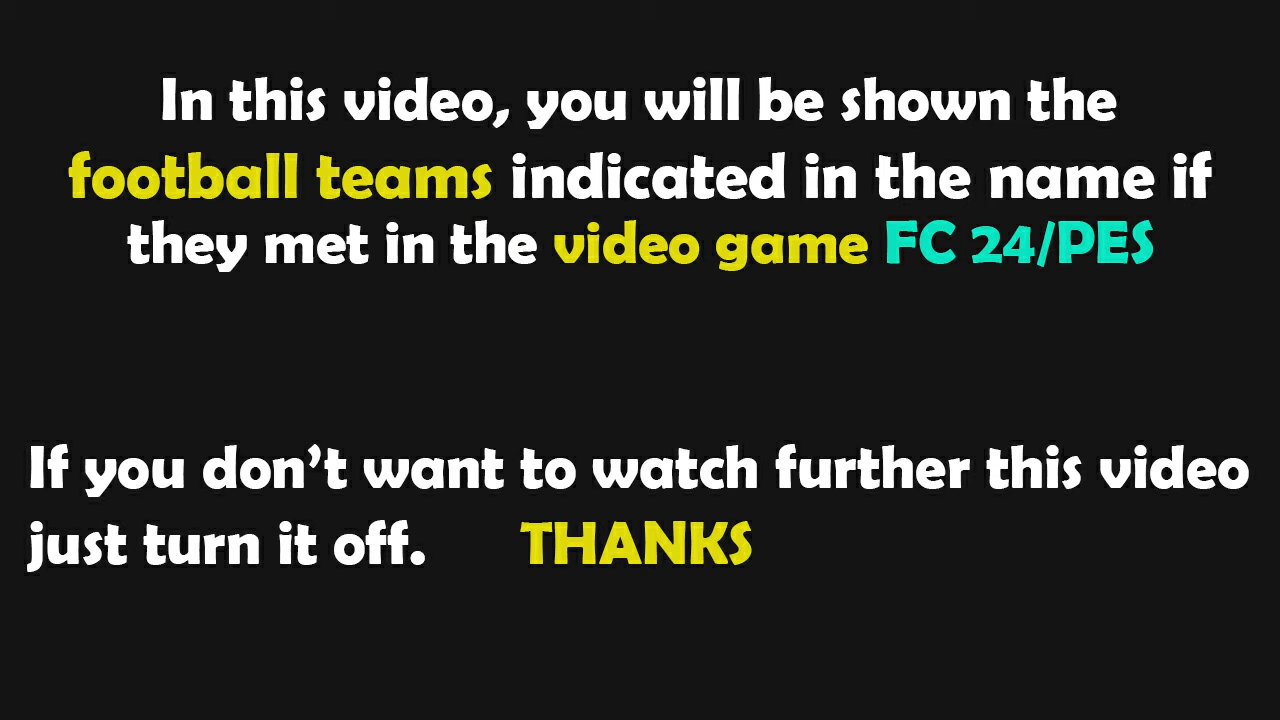 In this video, you will be shown the
football teams indicated in the name if
they met in the video game FC 24/PES
If you don't want to watch further this video
just turn it off. THANKS